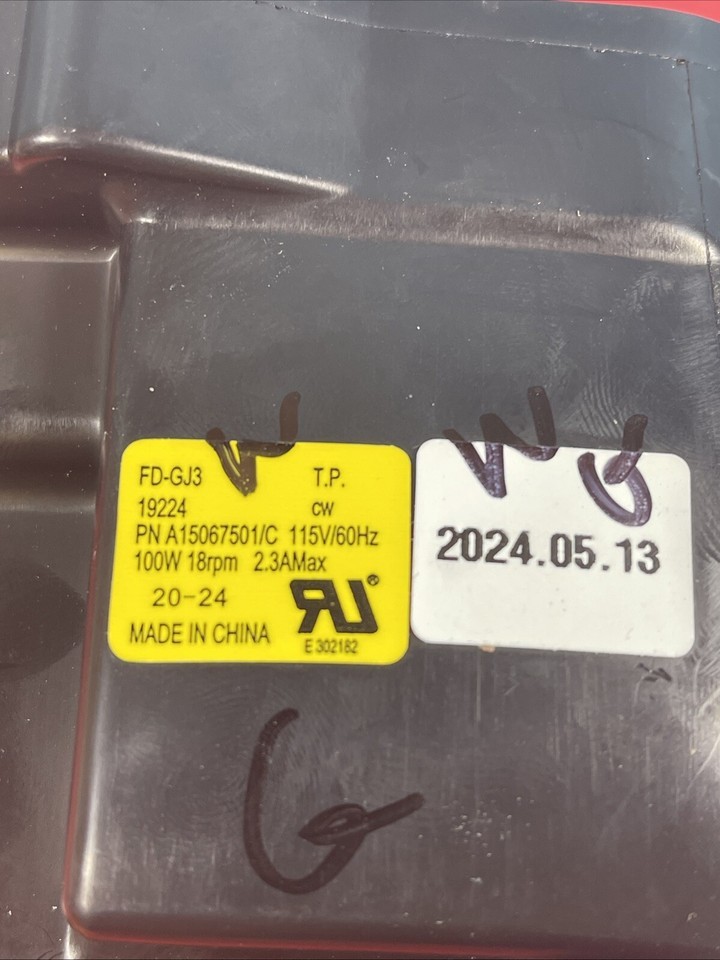 FD-GJ3 T.P.
19224 CW
PN A15067501/C 115V/60Hz
100W 18rpm 2.3AMax
20-24
MADE IN CHINA
E 302182
2024.05.13
G